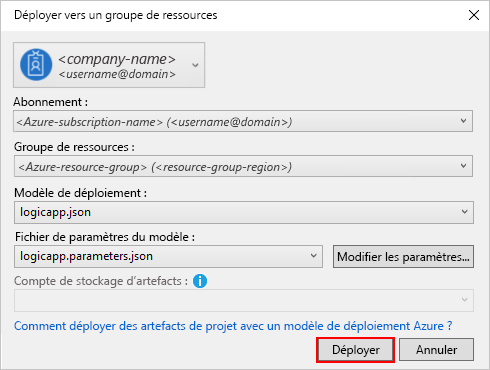 Déployer vers un groupe de ressources
<company-name>
<username@domain>
Abonnement :
<Azure-subscription-name> (<username@domain>)
Groupe de ressources :
<Azure-resource-group> (<resource-group-region>)
Modèle de déploiement :
logicapp.json
Fichier de paramètres du modèle :
logicapp.parameters.json
Modifier les paramètres...
Compte de stockage d'artefacts :
Comment déployer des artefacts de projet avec un modèle de déploiement Azure ?
Déployer
Annuler